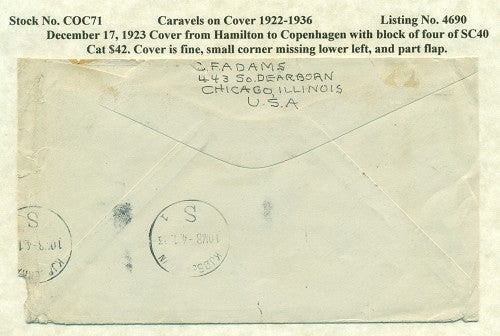 Stock No. COC71 Caravels on Cover 1922-1936 Listing No. 4690
December 17, 1923 Cover from Hamilton to Copenhagen with block of four of SC40
Cat $42. Cover is fine, small corner missing lower left, and part flap.
C.F.ADAMS
443 So. DEARBORN
CHICAGO, ILLINOIS
U.S.A
S
1